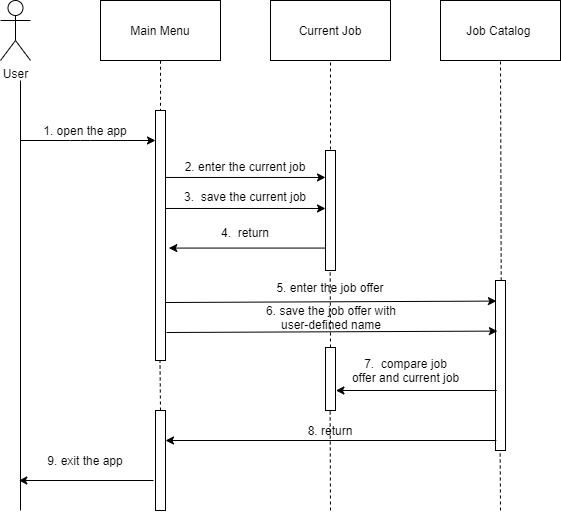 Main Menu
Current Job
Job Catalog
User
1. open the app
2. enter the current job
3. save the current job
4. return
5. enter the job offer
6. save the job offer with
user-defined name
7. compare job
offer and current job
8. return
9. exit the app